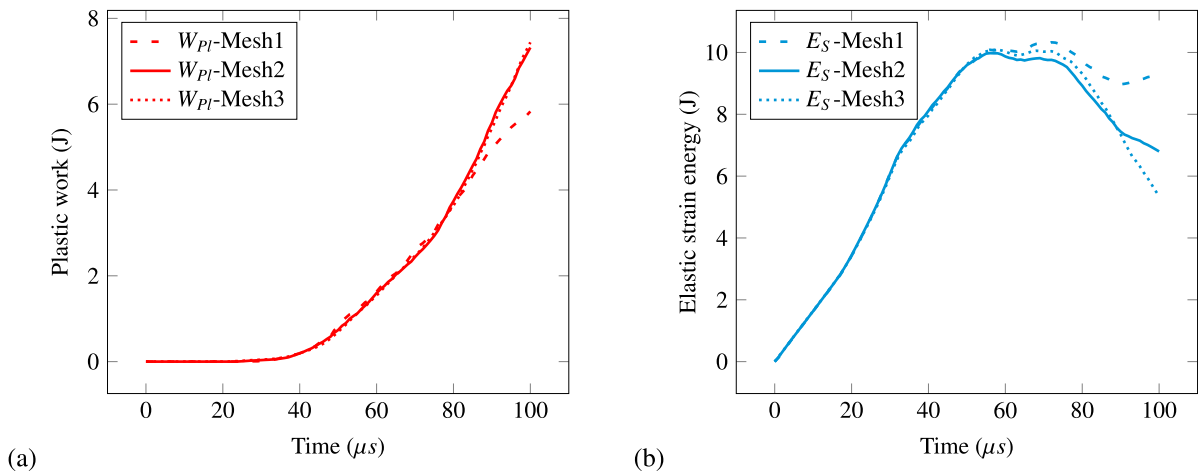 8
6
4
2
0
Plastic work (J)
W_Pl-Mesh1
W_Pl-Mesh2
W_Pl-Mesh3
0 20 40 60 80 100
Time (μs)
(a)
10
8
6
4
2
0
Elastic strain energy (J)
E_S-Mesh1
E_S-Mesh2
E_S-Mesh3
0 20 40 60 80 100
Time (μs)
(b)